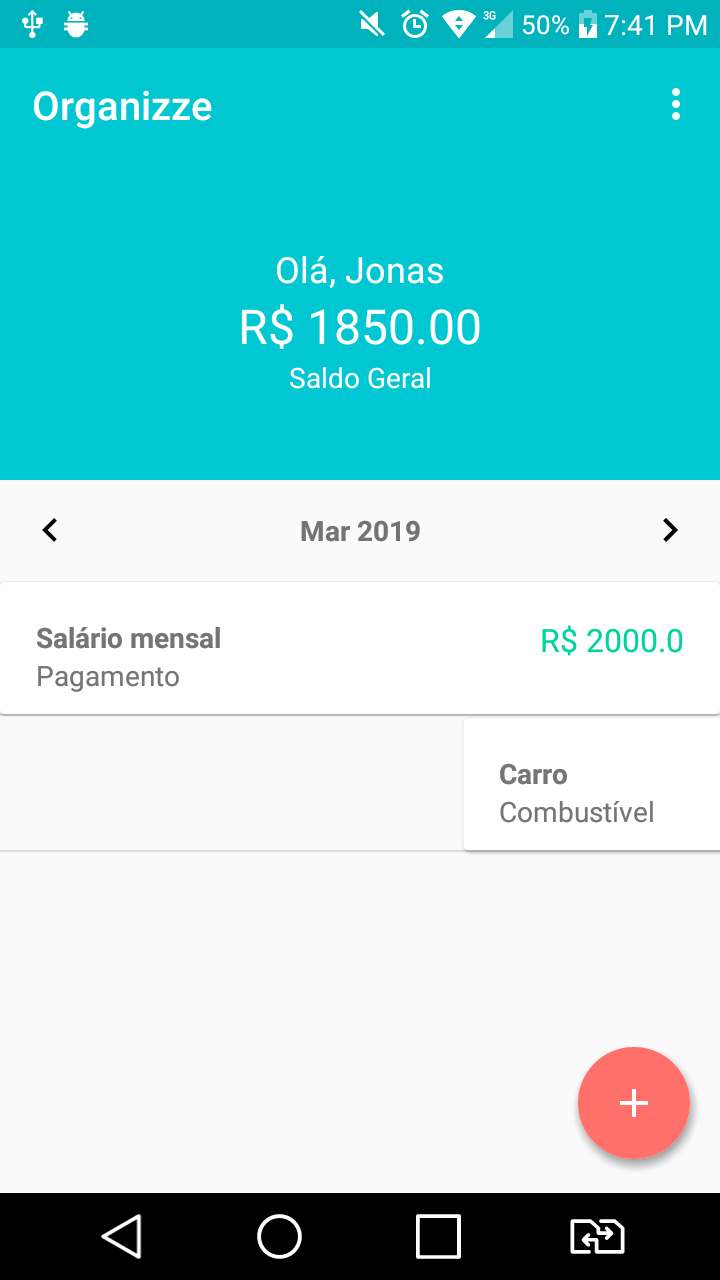 3G 50% 7:41 PM
Organizze
Olá, Jonas
R$ 1850.00
Saldo Geral
Mar 2019
Salário mensal
R$ 2000.0
Pagamento
Carro
Combustível